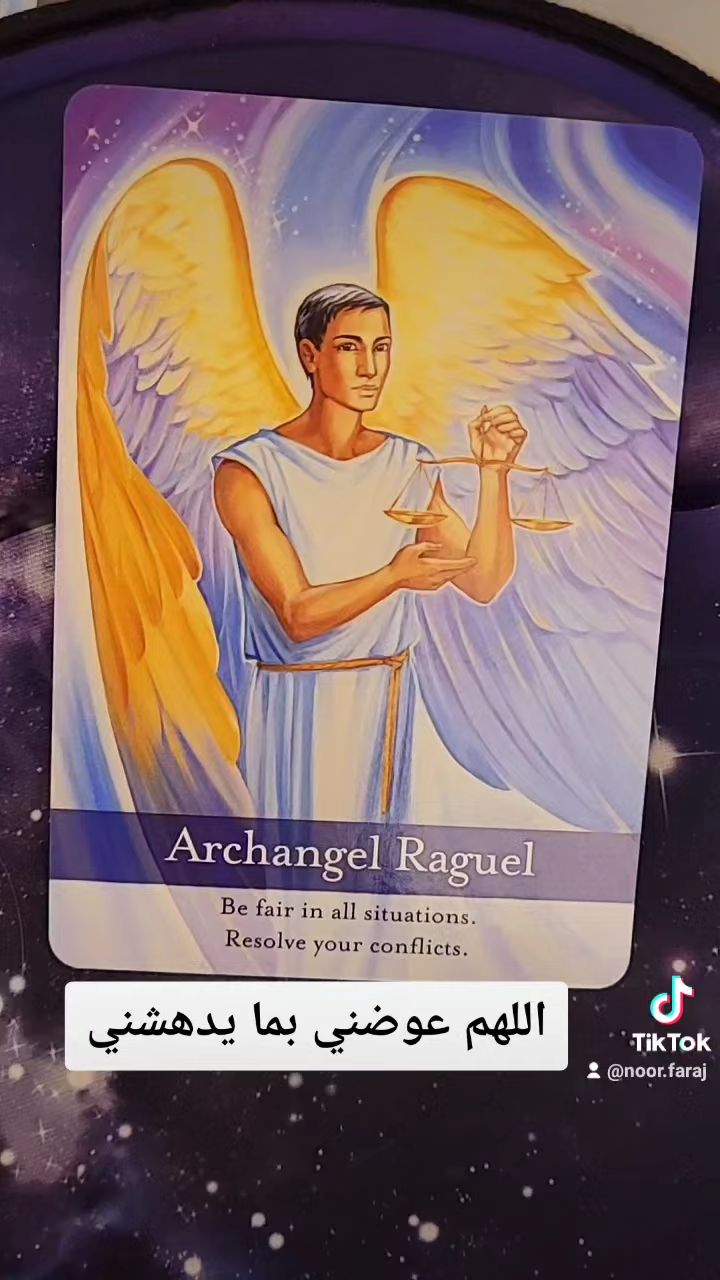 Archangel Raguel
Be fair in all situations.
Resolve your conflicts.
اللهم عوضني بما يدهشني
TikTok
@noor.faraj